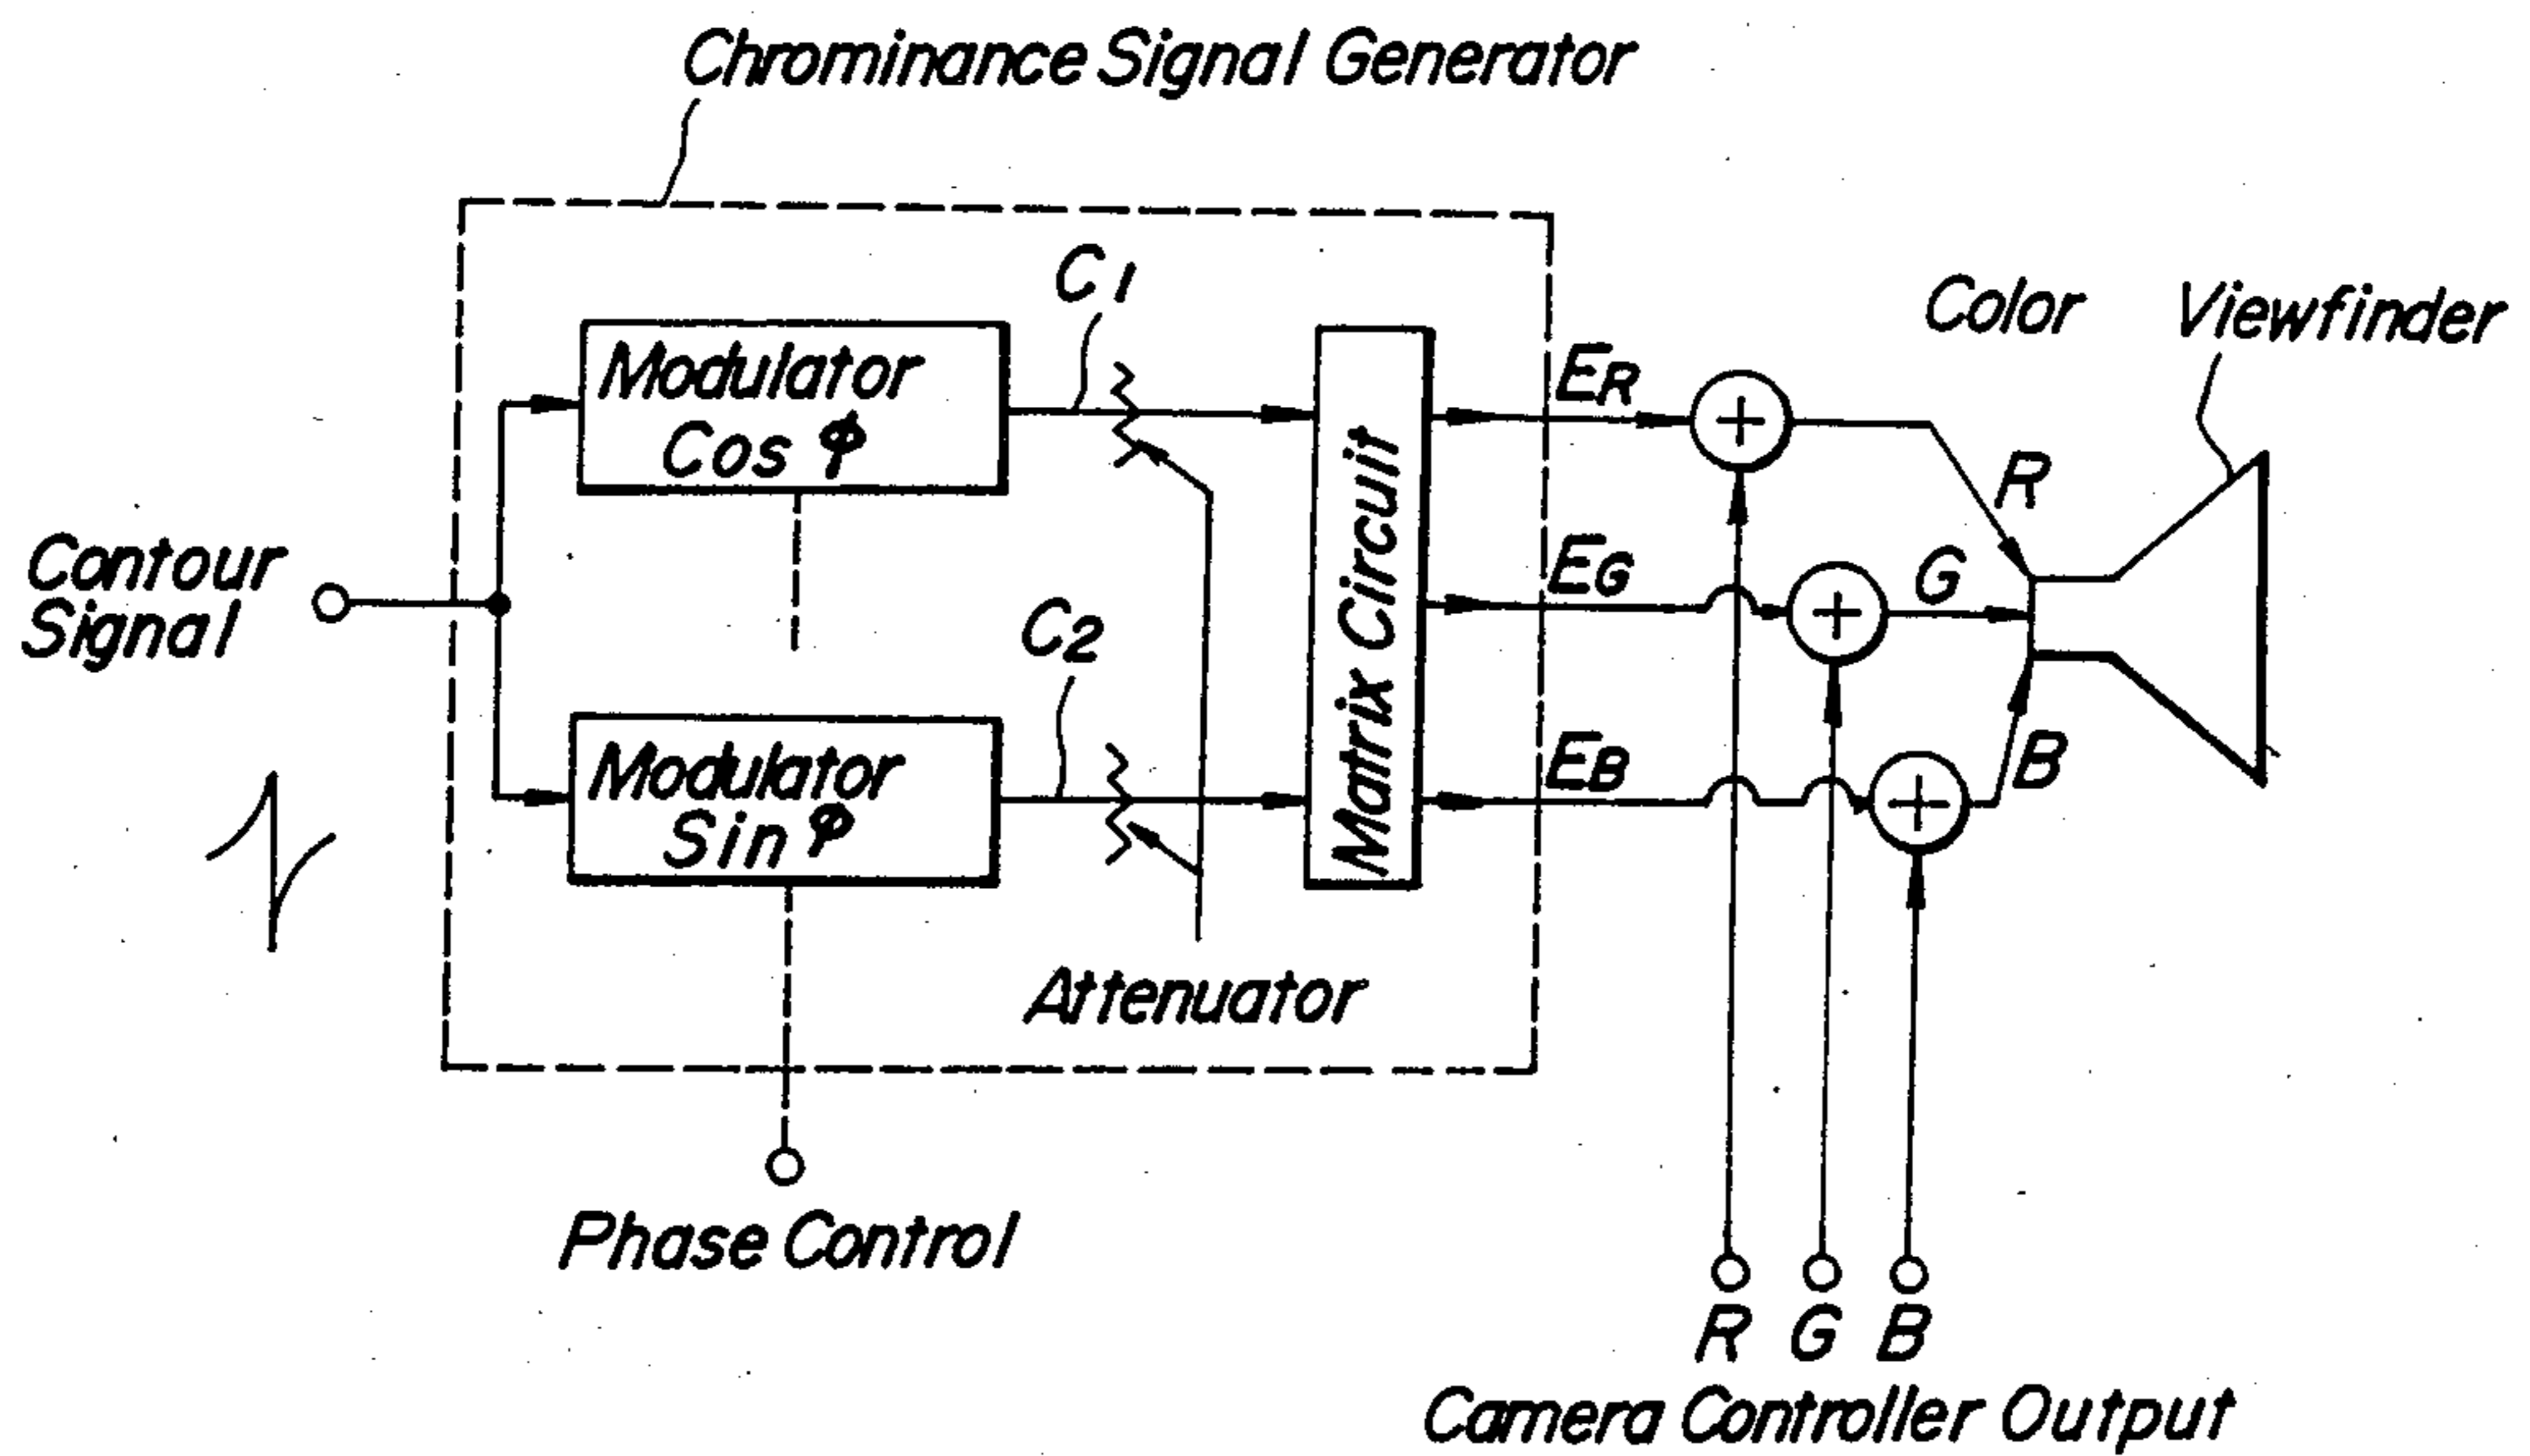 Chrominance Signal Generator
C1
Color Viewfinder
Modulator
Cos φ
ER
R
Matrix Circuit
Contour
Signal
EG
G
C2
Modulator
Sin φ
EB
B
Attenuator
Phase Control
R G B
Camera Controller Output